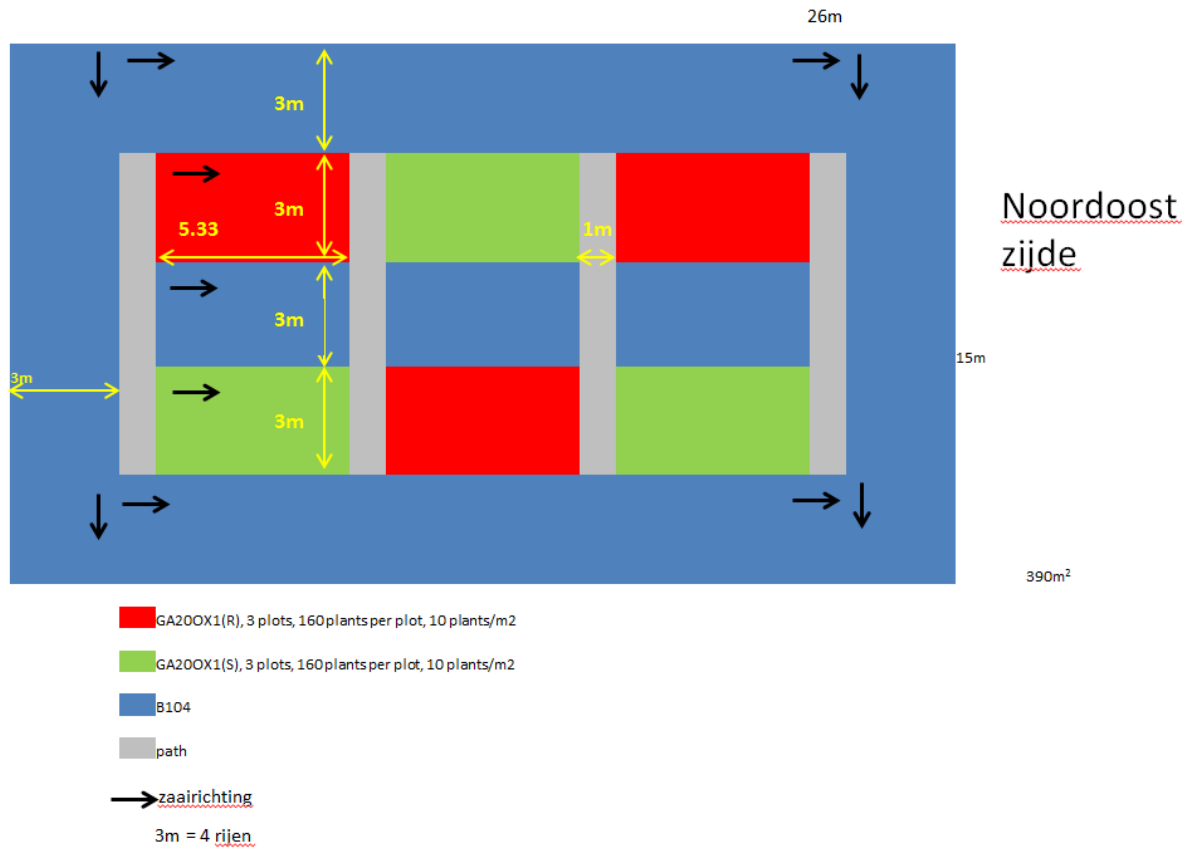 26m
3m
3m
5.33
1m
Noordoost
zijde
3m
15m
3m
3m
390m²
GA20OX1(R), 3 plots, 160 plants per plot, 10 plants/m2
GA20OX1(S), 3 plots, 160 plants per plot, 10 plants/m2
B104
path
zaairichting
3m = 4 rijen